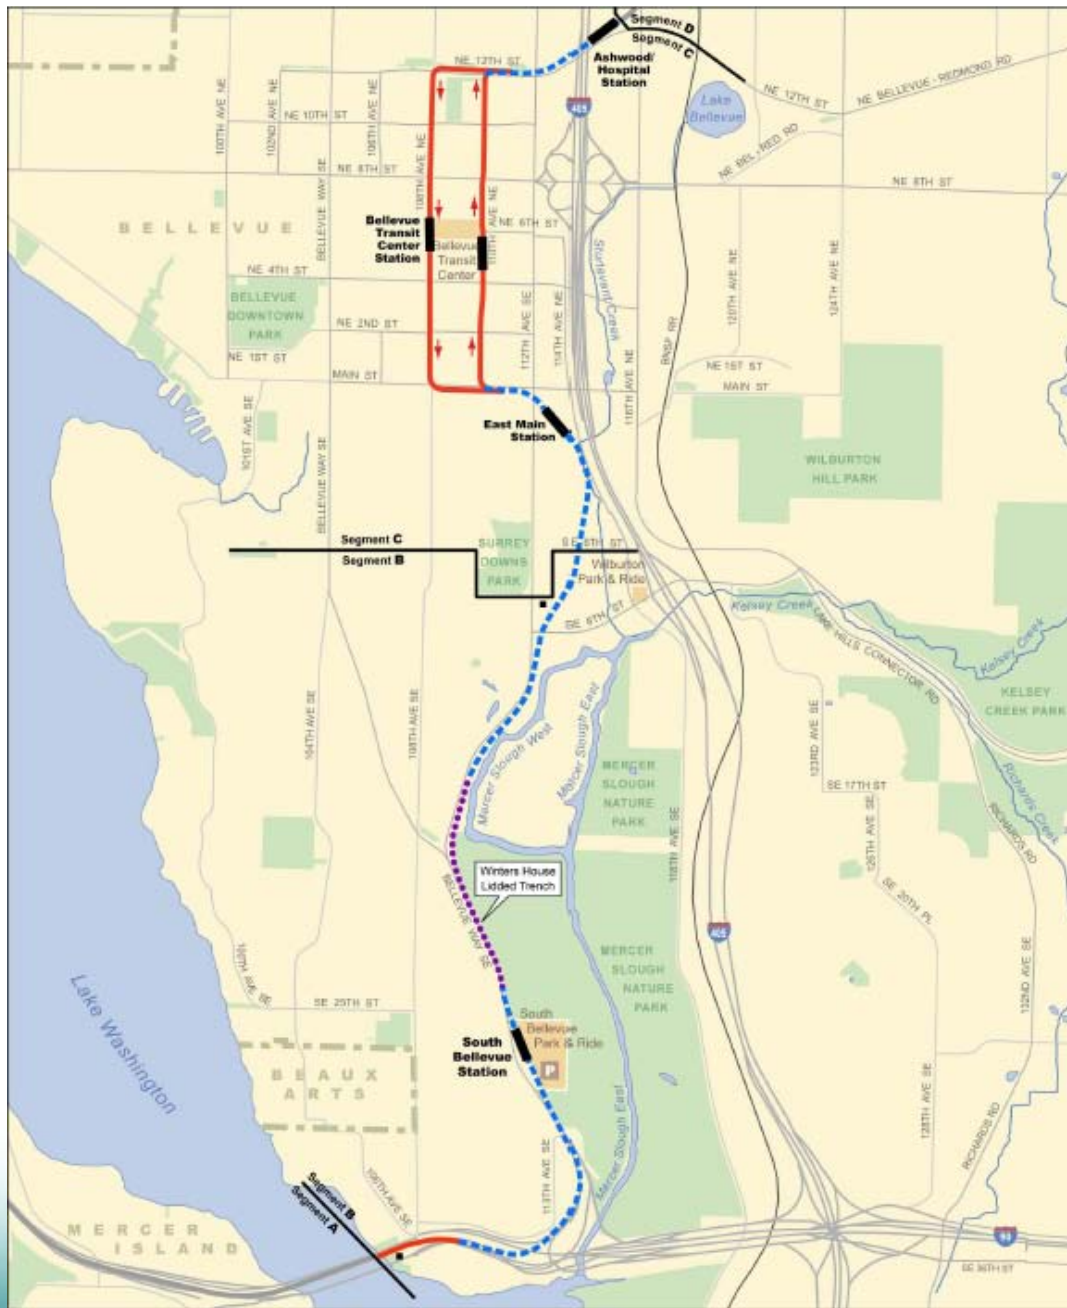 Segment D
Segment C
Ashwood/
Hospital
Station
NE 12TH ST
NE 12TH ST
NE BELLEVUE - REDMOND RD
Lake
Bellevue
405
NE 10TH ST
100TH AVE NE
102ND AVE NE
106TH AVE NE
108TH AVE NE
NE BEL-RED RD
NE 8TH ST
NE 8TH ST
BELLEVUE WAY SE
BELLEVUE
Bellevue
Transit
Center
Station
Bellevue
Transit
Center
NE 6TH ST
Sturtevant Creek
NE 4TH ST
BELLEVUE
DOWNTOWN
PARK
NE 2ND ST
NE 1ST ST
MAIN ST
112TH AVE SE
114TH AVE NE
116TH AVE NE
BNSF RR
120TH AVE NE
124TH AVE NE
NE 1ST ST
MAIN ST
East Main
Station
101ST AVE SE
BELLEVUE WAY SE
WILBURTON
HILL PARK
Segment C
Segment B
SURREY
DOWNS
PARK
SE 6TH ST
Wilburton
Park & Ride
SE 8TH ST
Kelsey Creek
LAKE HILLS CONNECTOR RD
Kelsey Creek
KELSEY
CREEK PARK
104TH AVE SE
108TH AVE SE
Mercer Slough West
Mercer Slough East
MERCER
SLOUGH
NATURE
PARK
118TH AVE SE
123RD AVE SE
SE 17TH ST
126TH AVE SE
SE 20TH PL
Richards Creek
RICHARDS RD
Winters House
Lidded Trench
BELLEVUE WAY SE
405
MERCER
SLOUGH
NATURE
PARK
132ND AVE SE
SE 25TH ST
Lake Washington
South
Bellevue
Park & Ride
P
South
Bellevue
Station
BEAUX
ARTS
128TH AVE SE
RICHARDS RD
113TH AVE SE
Mercer Slough East
106TH AVE SE
Segment B
Segment A
MERCER
ISLAND
90
SE 36TH ST